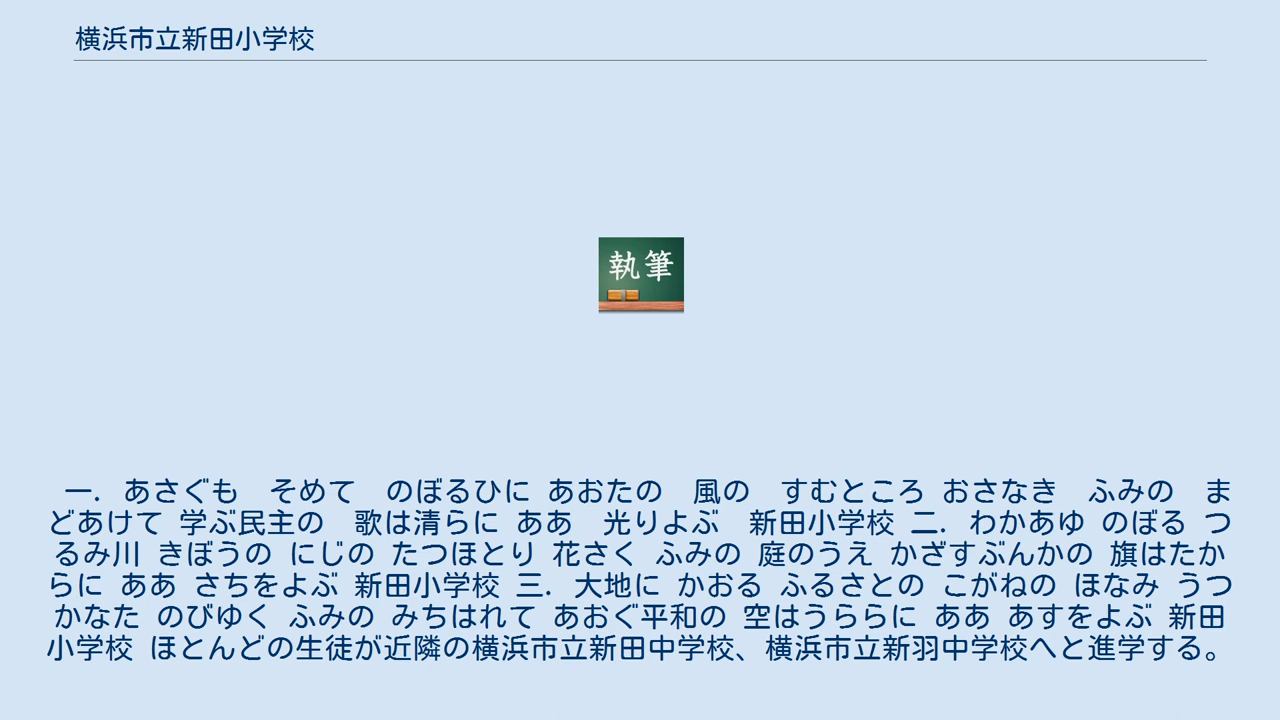 横浜市立新田小学校
執筆
一． あさぐも　そめて　のぼるひに あおたの　風の　すむところ おさなき　ふみの　ま
どあけて 学ぶ民主の　歌は清らに ああ　光りよぶ　新田小学校 二． わかあゆ のぼる つ
るみ川 きぼうの にじの たつほとり 花さく ふみの 庭のうえ かざすぶんかの 旗はたか
らに ああ さちをよぶ 新田小学校 三． 大地に かおる ふるさとの こがねの ほなみ うつ
かなた のびゆく ふみの みちはれて あおぐ平和の 空はうららに ああ あすをよぶ 新田
小学校 ほとんどの生徒が近隣の横浜市立新田中学校、横浜市立新羽中学校へと進学する。